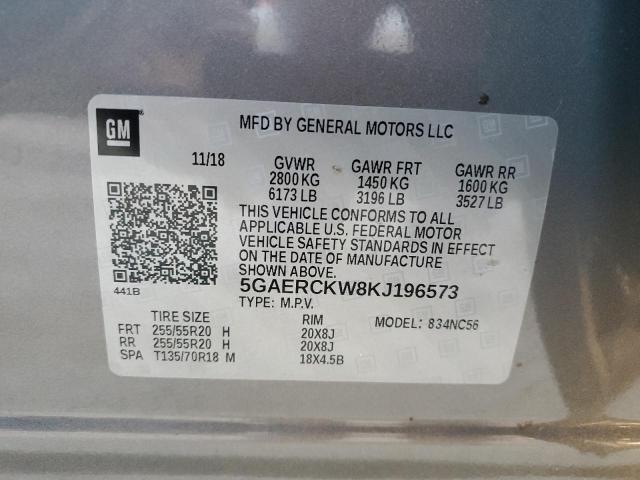 GM
MFD BY GENERAL MOTORS LLC
11/18 GVWR GAWR FRT GAWR RR
2800 KG 1450 KG 1600 KG
6173 LB 3196 LB 3527 LB
THIS VEHICLE CONFORMS TO ALL
APPLICABLE U.S. FEDERAL MOTOR
VEHICLE SAFETY STANDARDS IN EFFECT
ON THE DATE OF MANUFACTURE
SHOWN ABOVE.
441B 5GAERCKW8KJ196573
TYPE: M.P.V.
TIRE SIZE RIM MODEL: 834NC56
FRT 255/55R20 H 20X8J
RR 255/55R20 H 20X8J
SPA T135/70R18 M 18X4.5B